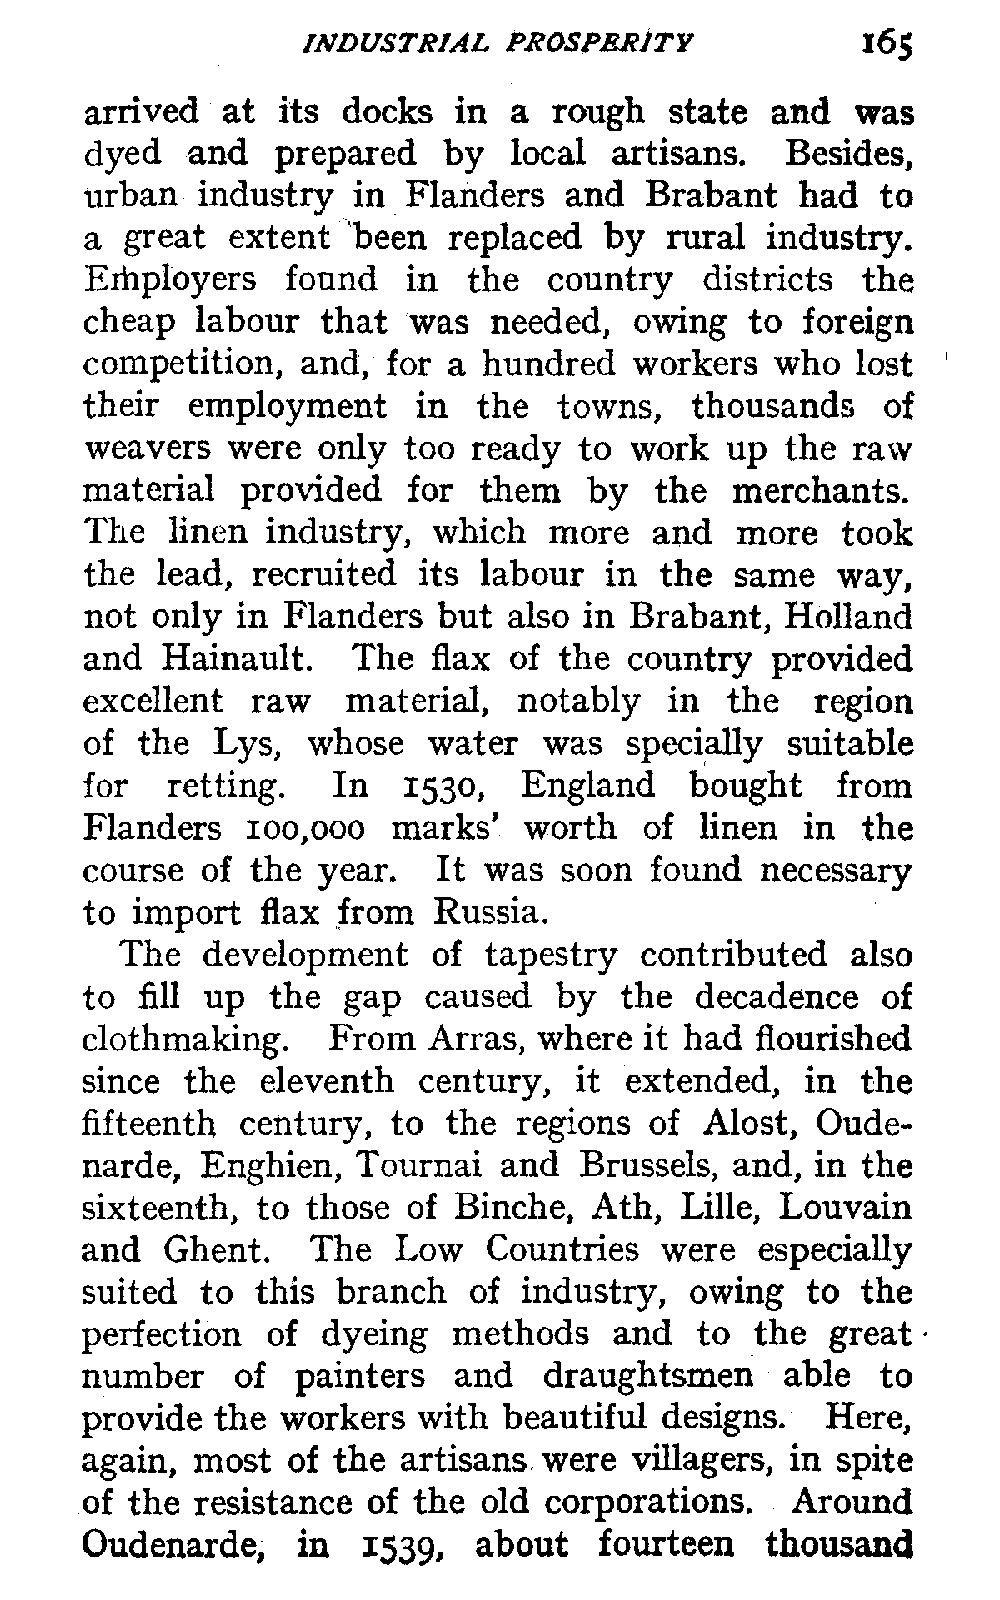 INDUSTRIAL PROSPERITY 165
arrived at its docks in a rough state and was
dyed and prepared by local artisans. Besides,
urban industry in Flanders and Brabant had to
a great extent been replaced by rural industry.
Employers found in the country districts the
cheap labour that was needed, owing to foreign
competition, and, for a hundred workers who lost
their employment in the towns, thousands of
weavers were only too ready to work up the raw
material provided for them by the merchants.
The linen industry, which more and more took
the lead, recruited its labour in the same way,
not only in Flanders but also in Brabant, Holland
and Hainault. The flax of the country provided
excellent raw material, notably in the region
of the Lys, whose water was specially suitable
for retting. In 1530, England bought from
Flanders 100,000 marks' worth of linen in the
course of the year. It was soon found necessary
to import flax from Russia.
The development of tapestry contributed also
to fill up the gap caused by the decadence of
clothmaking. From Arras, where it had flourished
since the eleventh century, it extended, in the
fifteenth century, to the regions of Alost, Oude-
narde, Enghien, Tournai and Brussels, and, in the
sixteenth, to those of Binche, Ath, Lille, Louvain
and Ghent. The Low Countries were especially
suited to this branch of industry, owing to the
perfection of dyeing methods and to the great
number of painters and draughtsmen able to
provide the workers with beautiful designs. Here,
again, most of the artisans were villagers, in spite
of the resistance of the old corporations. Around
Oudenarde, in 1539, about fourteen thousand